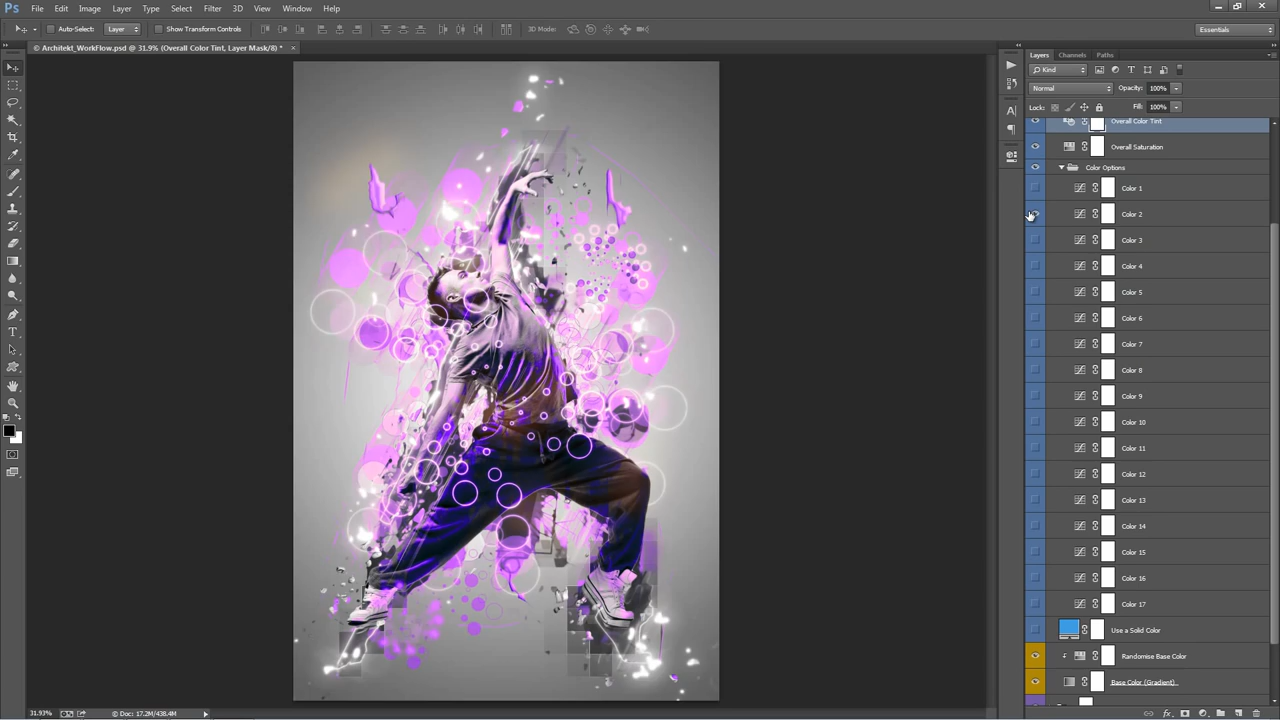 Ps File Edit Image Layer Type Select Filter 3D View Window Help
Auto-Select: Layer Show Transform Controls 3D Mode: Essentials
© Architekt_WorkFlow.psd @ 31.9% (Overall Color Tint, Layer Mask/8) * ×
Layers Channels Paths
Kind
Normal Opacity: 100%
Lock: Fill: 100%
Overall Color Tint
Overall Saturation
Color Options
Color 1
Color 2
Color 3
Color 4
Color 5
Color 6
Color 7
Color 8
Color 9
Color 10
Color 11
Color 12
Color 13
Color 14
Color 15
Color 16
Color 17
Use a Solid Color
Randomise Base Color
Base Color (Gradient)
31.93% © Doc: 17.2M/438.4M